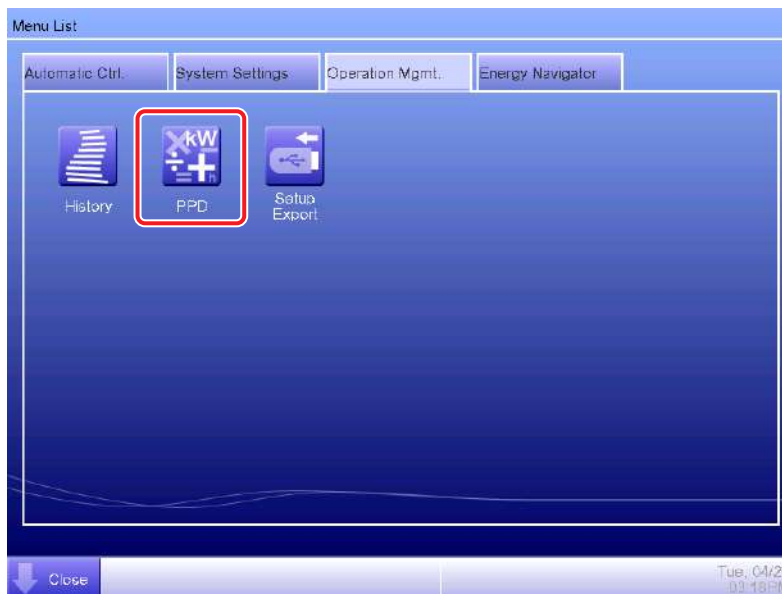 Menu List
Automatic Ctrl.
System Settings
Operation Mgmt.
Energy Navigator
kW
h
History
PPD
Setup
Export
Close
Tue, 04/2
03:18P